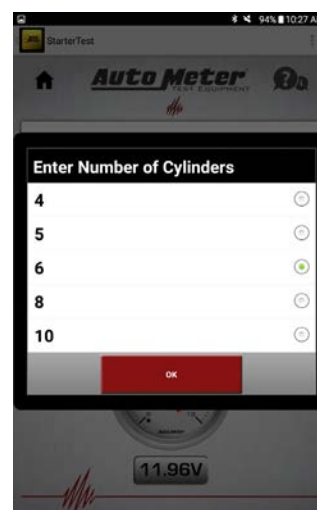 94% 10:27 A
StarterTest
Auto Meter
TEST EQUIPMENT
Enter Number of Cylinders
4
5
6
8
10
OK
11.96V